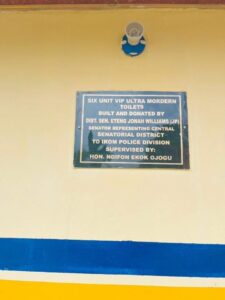 SIX UNIT VIP ULTRA MORDERN
TOILETS
BUILT AND DONATED BY
DIST. SEN. ETENG JONAH WILLIAMS (JP)
SENATOR REPRESENTING CENTRAL
SENATORIAL DISTRICT
TO IKOM POLICE DIVISION
SUPERVISED BY:
HON. NGIFON EKOK OJOGU